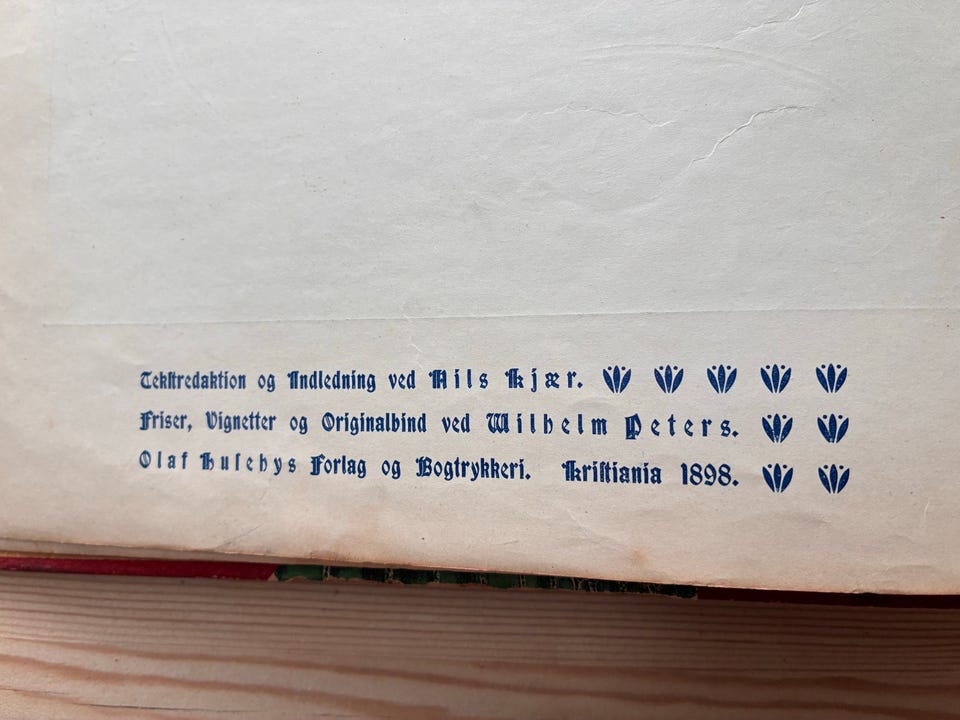 Tekstredaktion og Indledning ved Nils Kjær.
Friser, Vignetter og Originalbind ved Wilhelm Peters.
Olaf Husebys Forlag og Bogtrykkeri. Kristiania 1898.